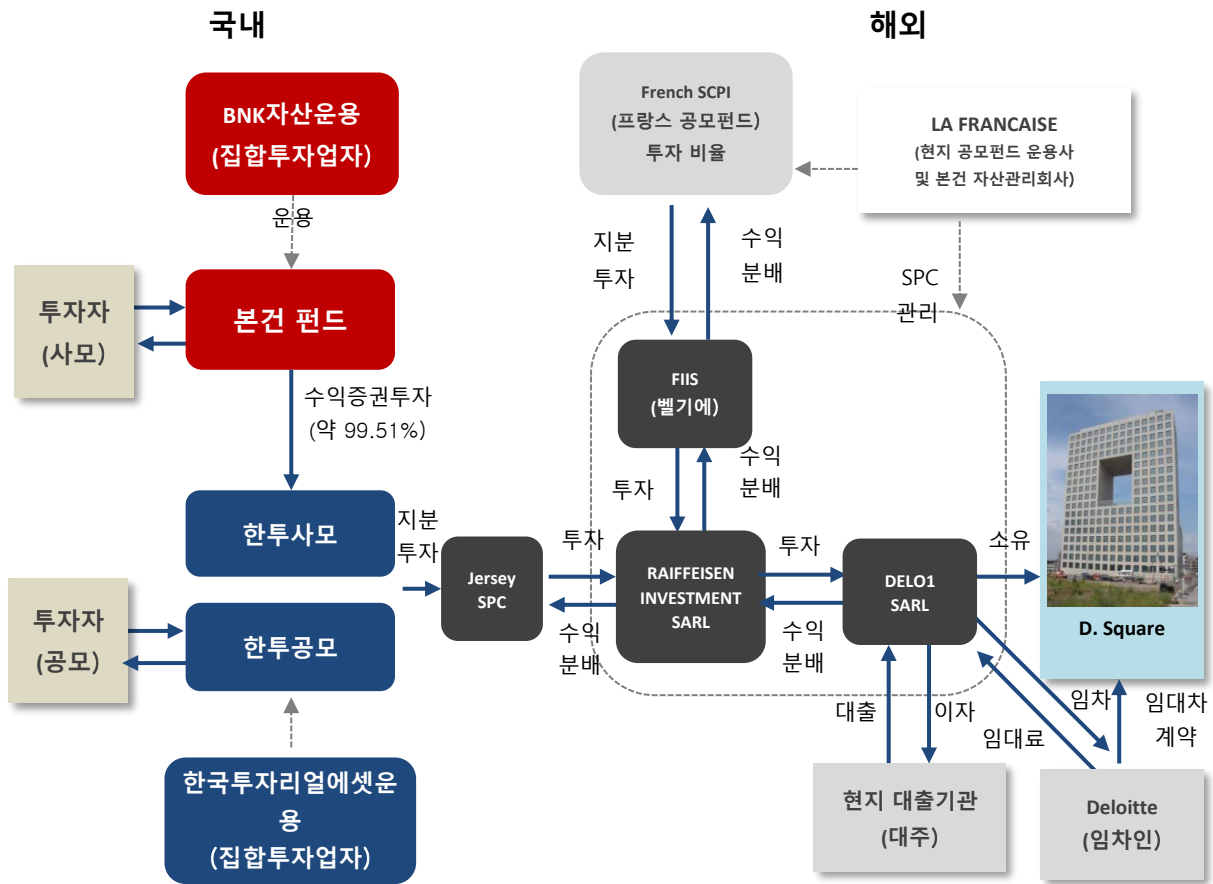 국내
해외
BNK자산운용
(집합투자업자)
French SCPI
(프랑스 공모펀드)
투자 비율
LA FRANCAISE
(현지 공모펀드 운용사
및 본건 자산관리회사)
운용
지분
투자
수익
분배
SPC
관리
투자자
(사모)
본건 펀드
FIIS
(벨기에)
수익증권투자
(약 99.51%)
투자
수익
분배
한투사모
지분
투자
Jersey
SPC
투자
수익
분배
RAIFFEISEN
INVESTMENT
SARL
투자
수익
분배
DELO1
SARL
소유
D. Square
투자자
(공모)
한투공모
대출
이자
임대료
임차
임대차
계약
한국투자리얼에셋운
용
(집합투자업자)
현지 대출기관
(대주)
Deloitte
(임차인)